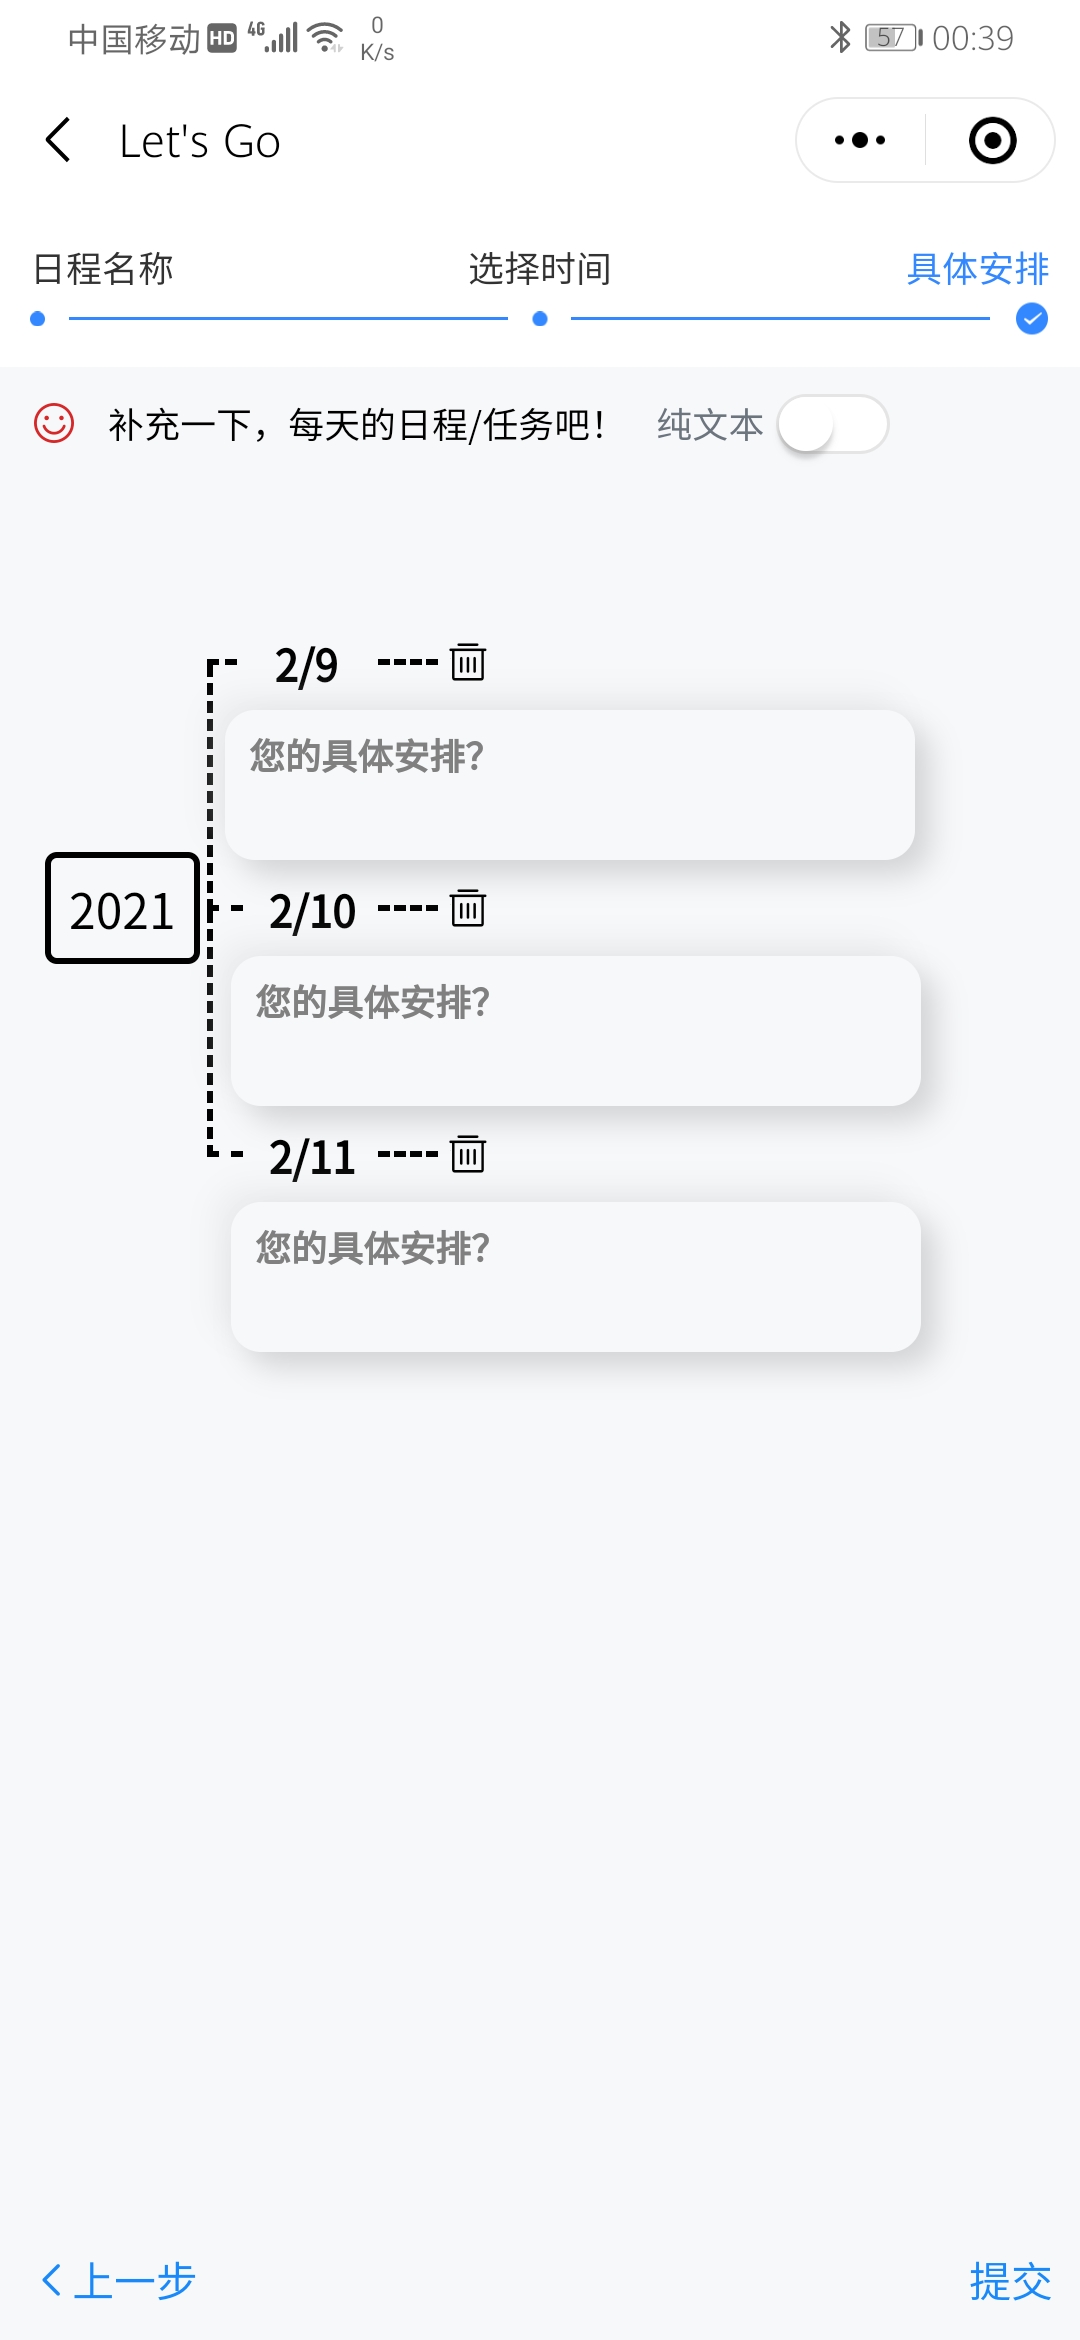 中国移动 HD 4G 0 K/s 57 00:39
Let's Go
日程名称 选择时间 具体安排
补充一下，每天的日程/任务吧！ 纯文本
2/9
您的具体安排？
2021
2/10
您的具体安排？
2/11
您的具体安排？
上一步 提交